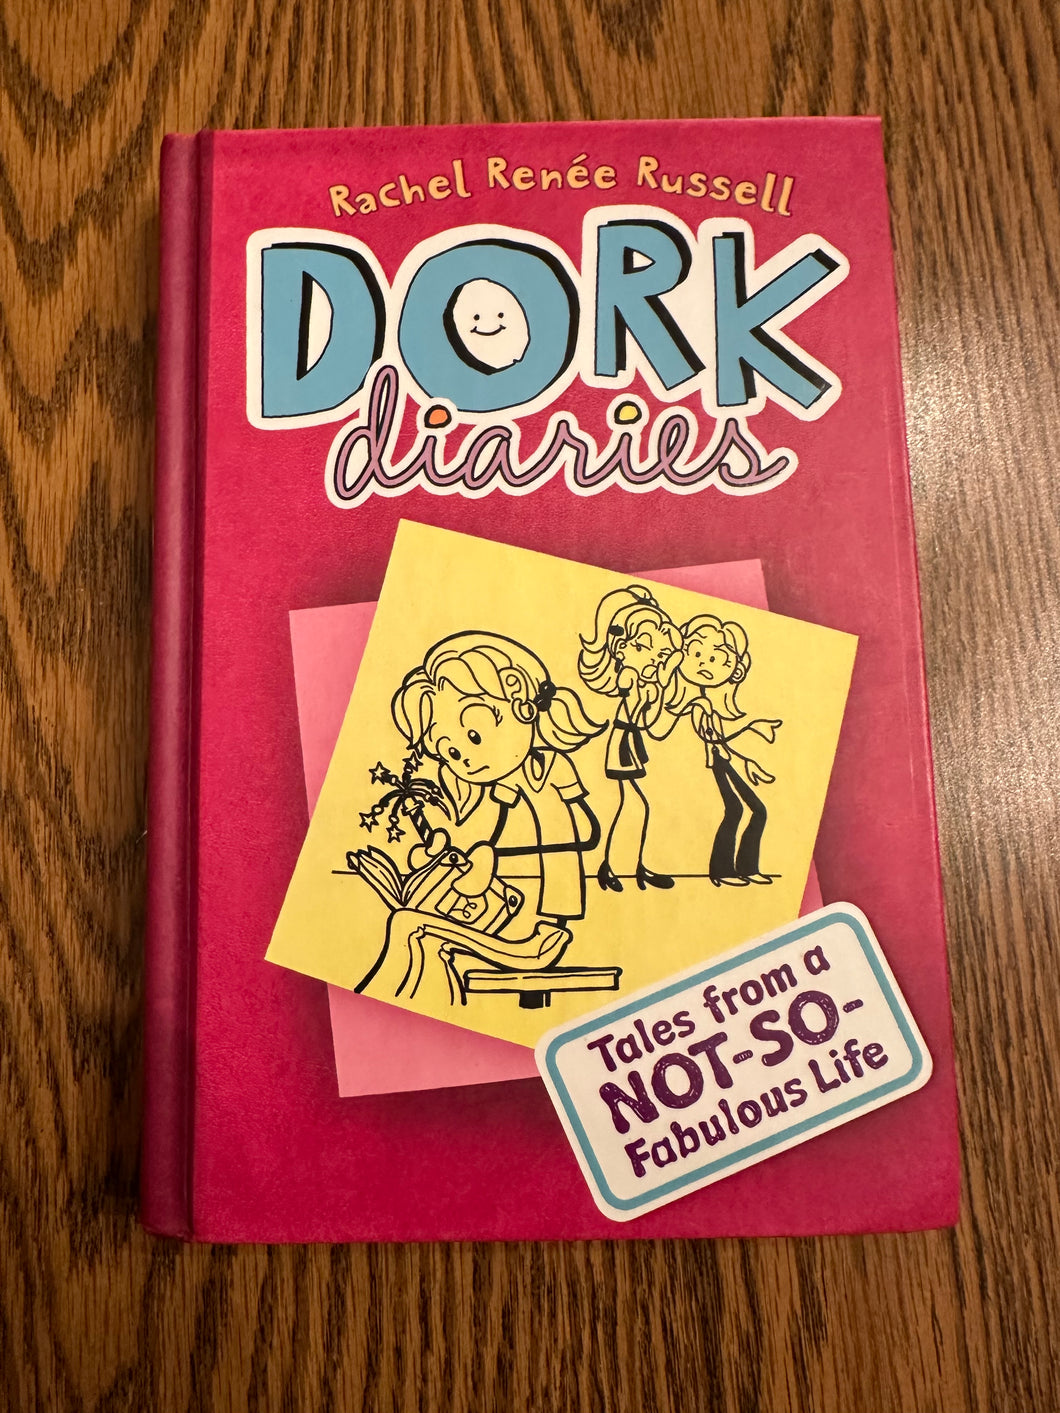 Rachel Renée Russell
DORK
diaries
Tales from a
NOT-SO-
Fabulous Life